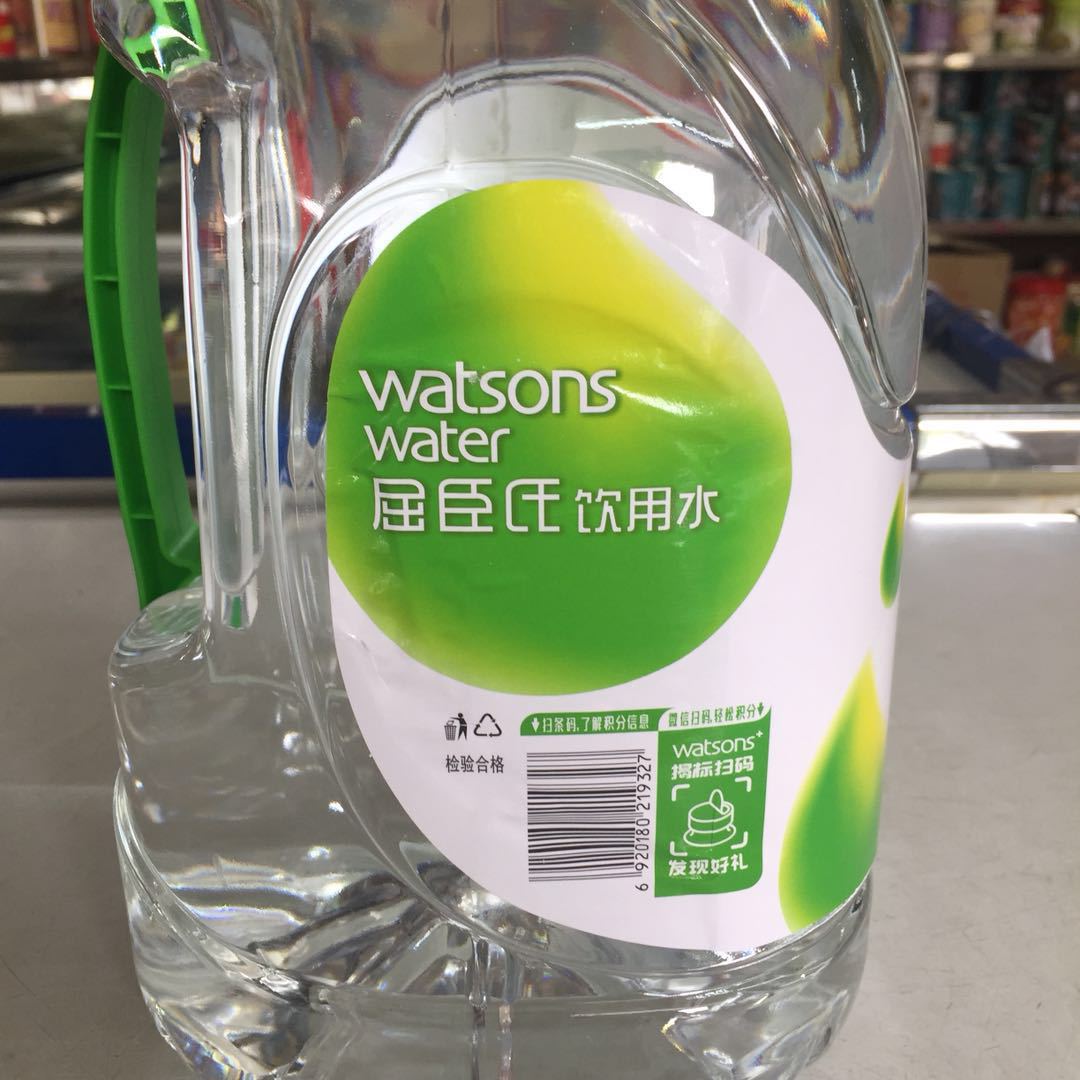 watsons
water
屈臣氏 饮用水
扫条码,了解积分信息
微信扫码,轻松积分
检验合格
watsons+
揭标扫码
发现好礼
6 920180 219327